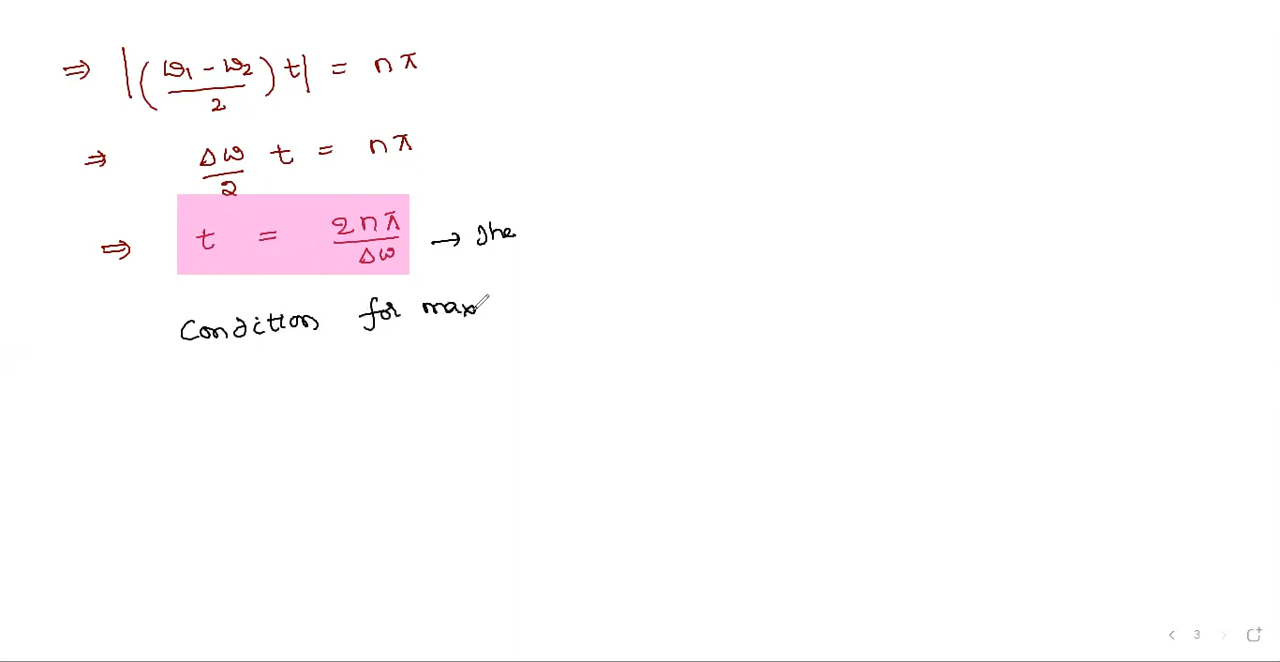 ⇒ |((ω₁ - ω₂)/2) t| = nπ
⇒ Δω/2 t = nπ
⇒ t = 2nπ/Δω → The
Condition for max
3